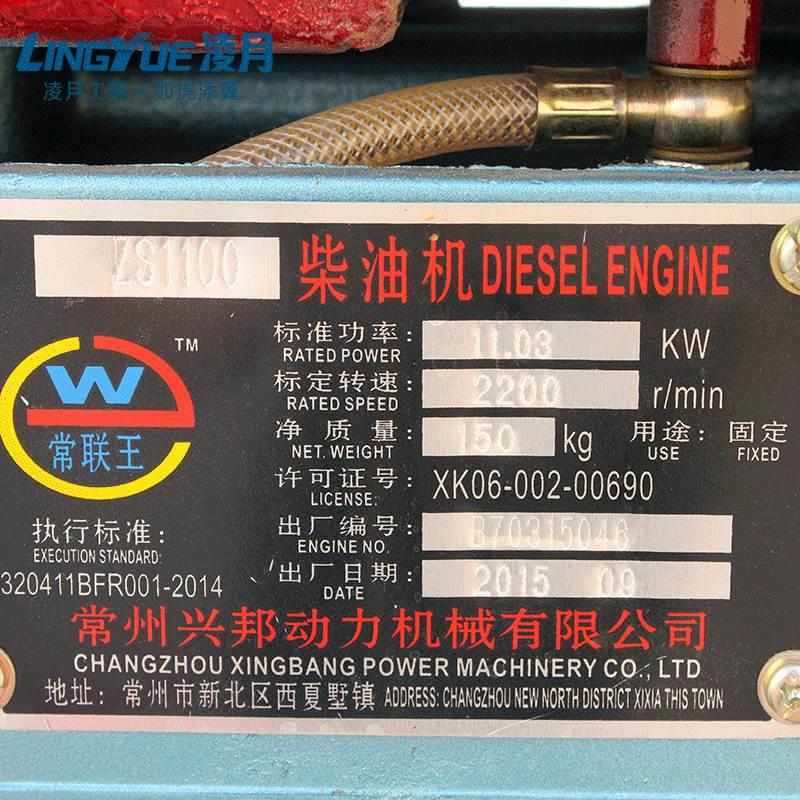 LINGYUE凌月
ZS1100 柴油机 DIESEL ENGINE
标准功率: 11.03 KW
RATED POWER
标定转速: 2200 r/min
RATED SPEED
净质量: 150 kg 用途: 固定
NET. WEIGHT USE FIXED
许可证号: XK06-002-00690
LICENSE:
出厂编号: B70315046
ENGINE NO.
出厂日期: 2015 09
DATE
W TM
常联王
执行标准:
EXECUTION STANDARD:
320411BFR001-2014
常州兴邦动力机械有限公司
CHANGZHOU XINGBANG POWER MACHINERY CO., LTD
地址: 常州市新北区西夏墅镇 ADDRESS: CHANGZHOU NEW NORTH DISTRICT XIXIA THIS TOWN